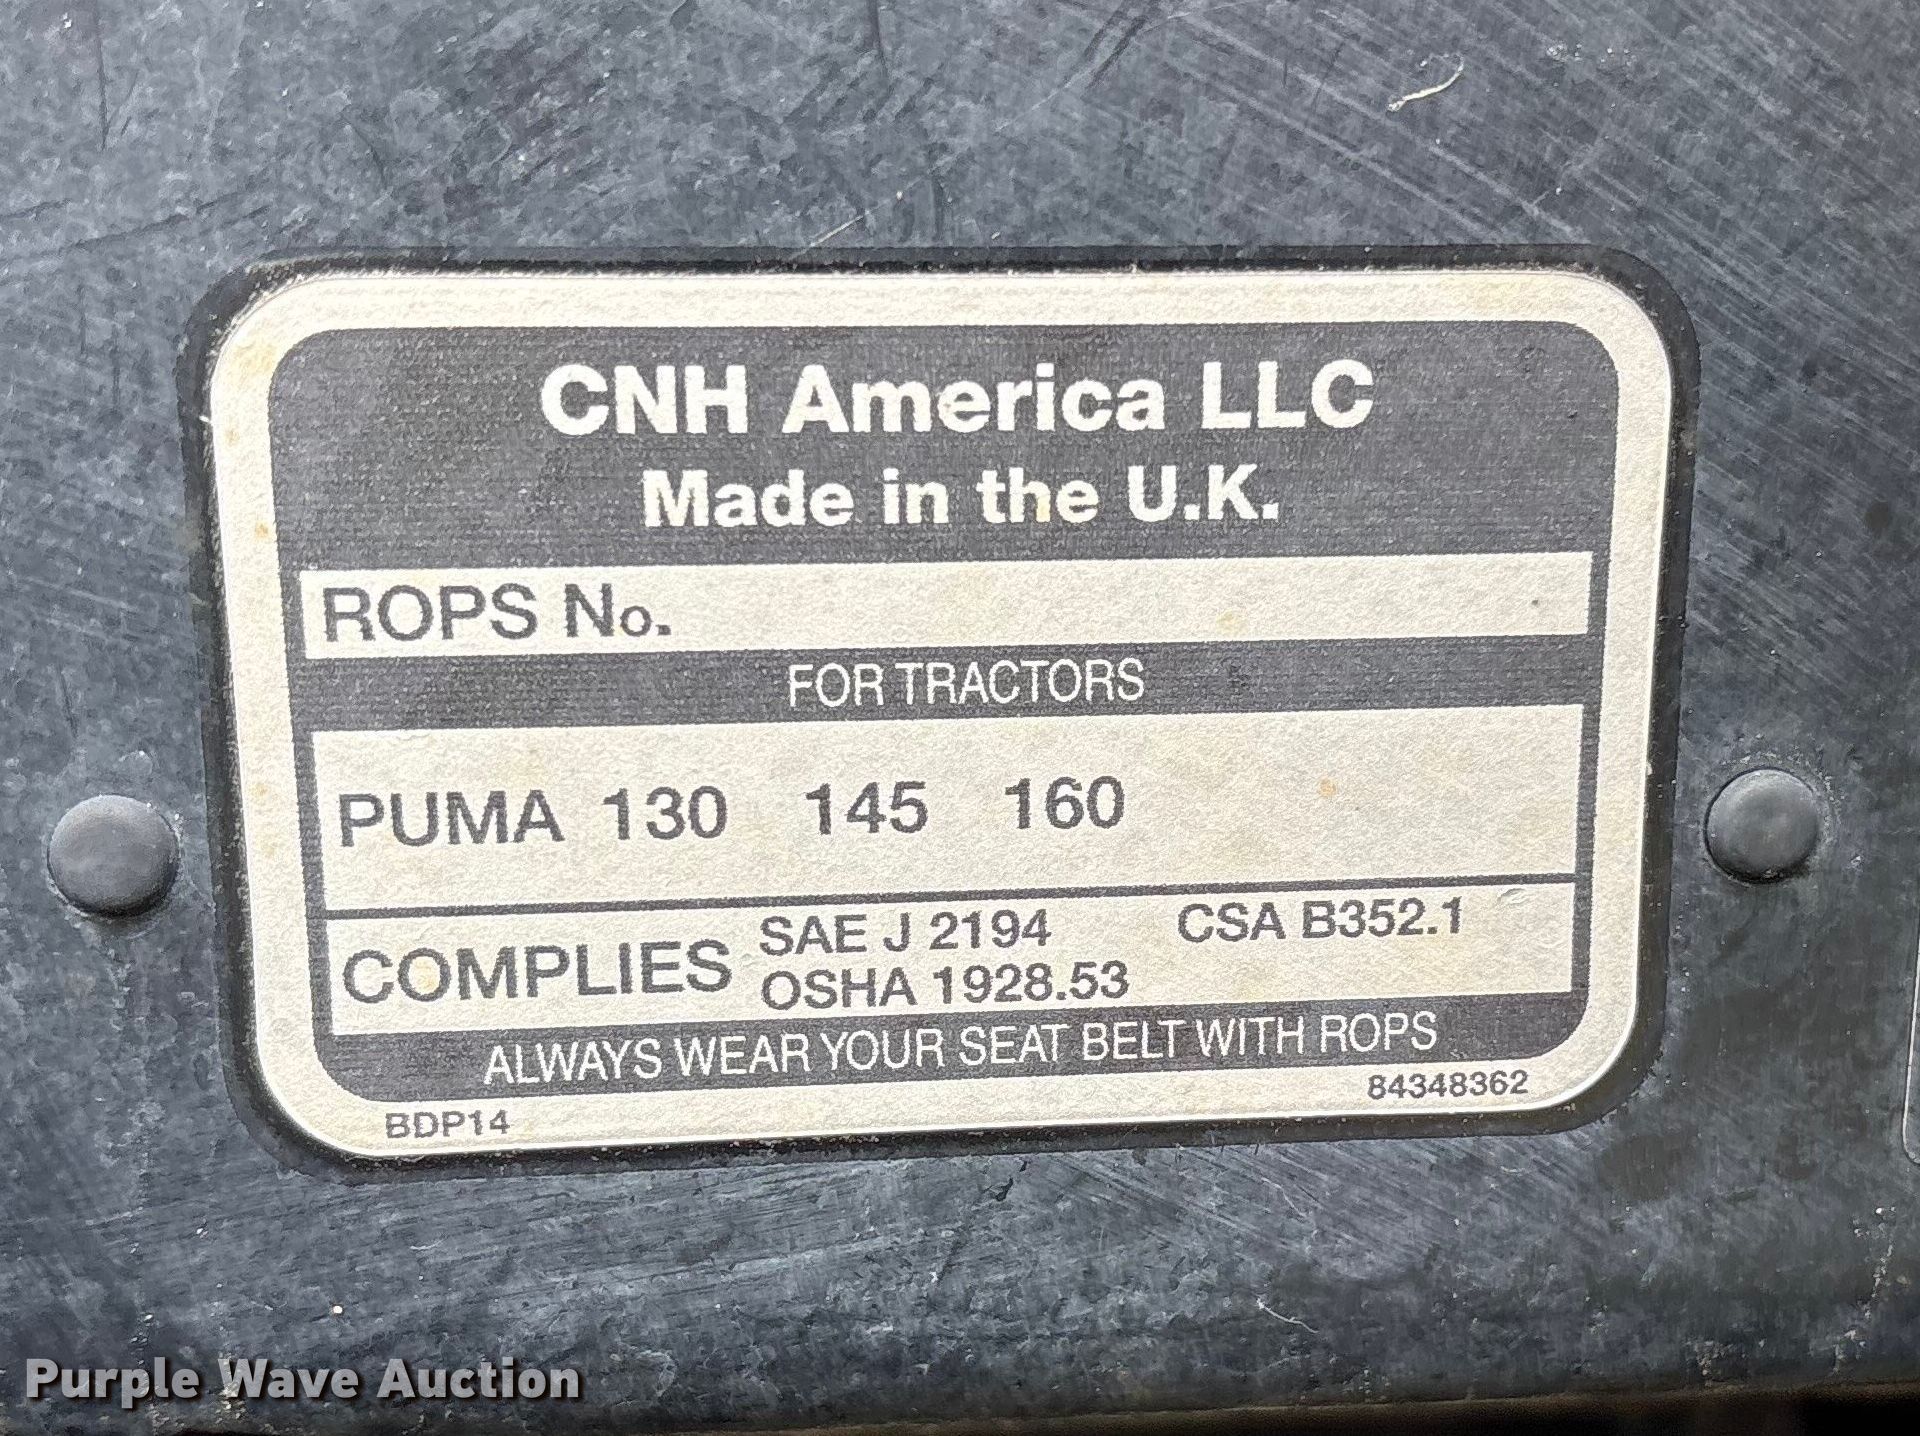 CNH America LLC
Made in the U.K.
ROPS No.
FOR TRACTORS
PUMA 130 145 160
COMPLIES SAE J 2194 CSA B352.1
OSHA 1928.53
ALWAYS WEAR YOUR SEAT BELT WITH ROPS
BDP14 84348362
Purple Wave Auction